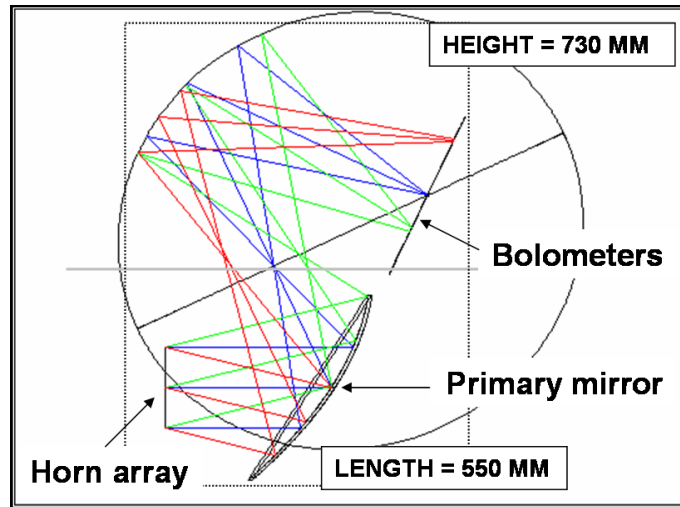 HEIGHT = 730 MM
Bolometers
Primary mirror
Horn array
LENGTH = 550 MM